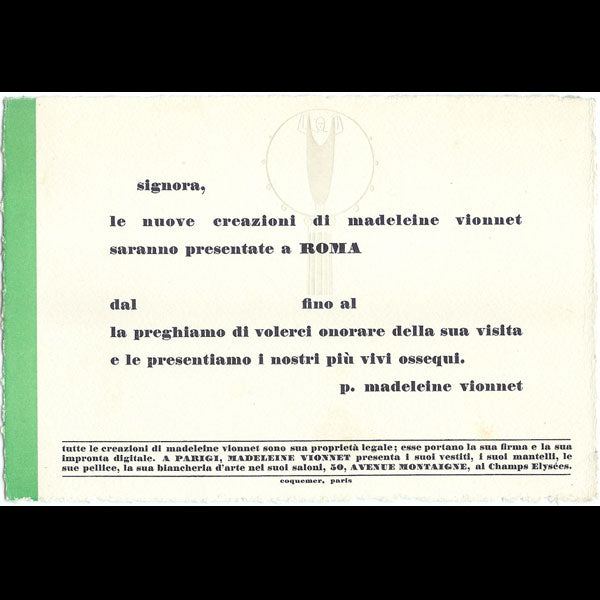 signora,
le nuove creazioni di madeleine vionnet
saranno presentate a ROMA
dal fino al
la preghiamo di volerci onorare della sua visita
e le presentiamo i nostri più vivi ossequi.
p. madeleine vionnet
tutte le creazioni di madeleine vionnet sono sua proprietà legale; esse portano la sua firma e la sua
impronta digitale. A PARIGI, MADELEINE VIONNET presenta i suoi vestiti, i suoi mantelli, le
sue pellice, la sua biancheria d'arte nei suoi saloni, 50, AVENUE MONTAIGNE, ai Champs Elysées.
coquemer, paris